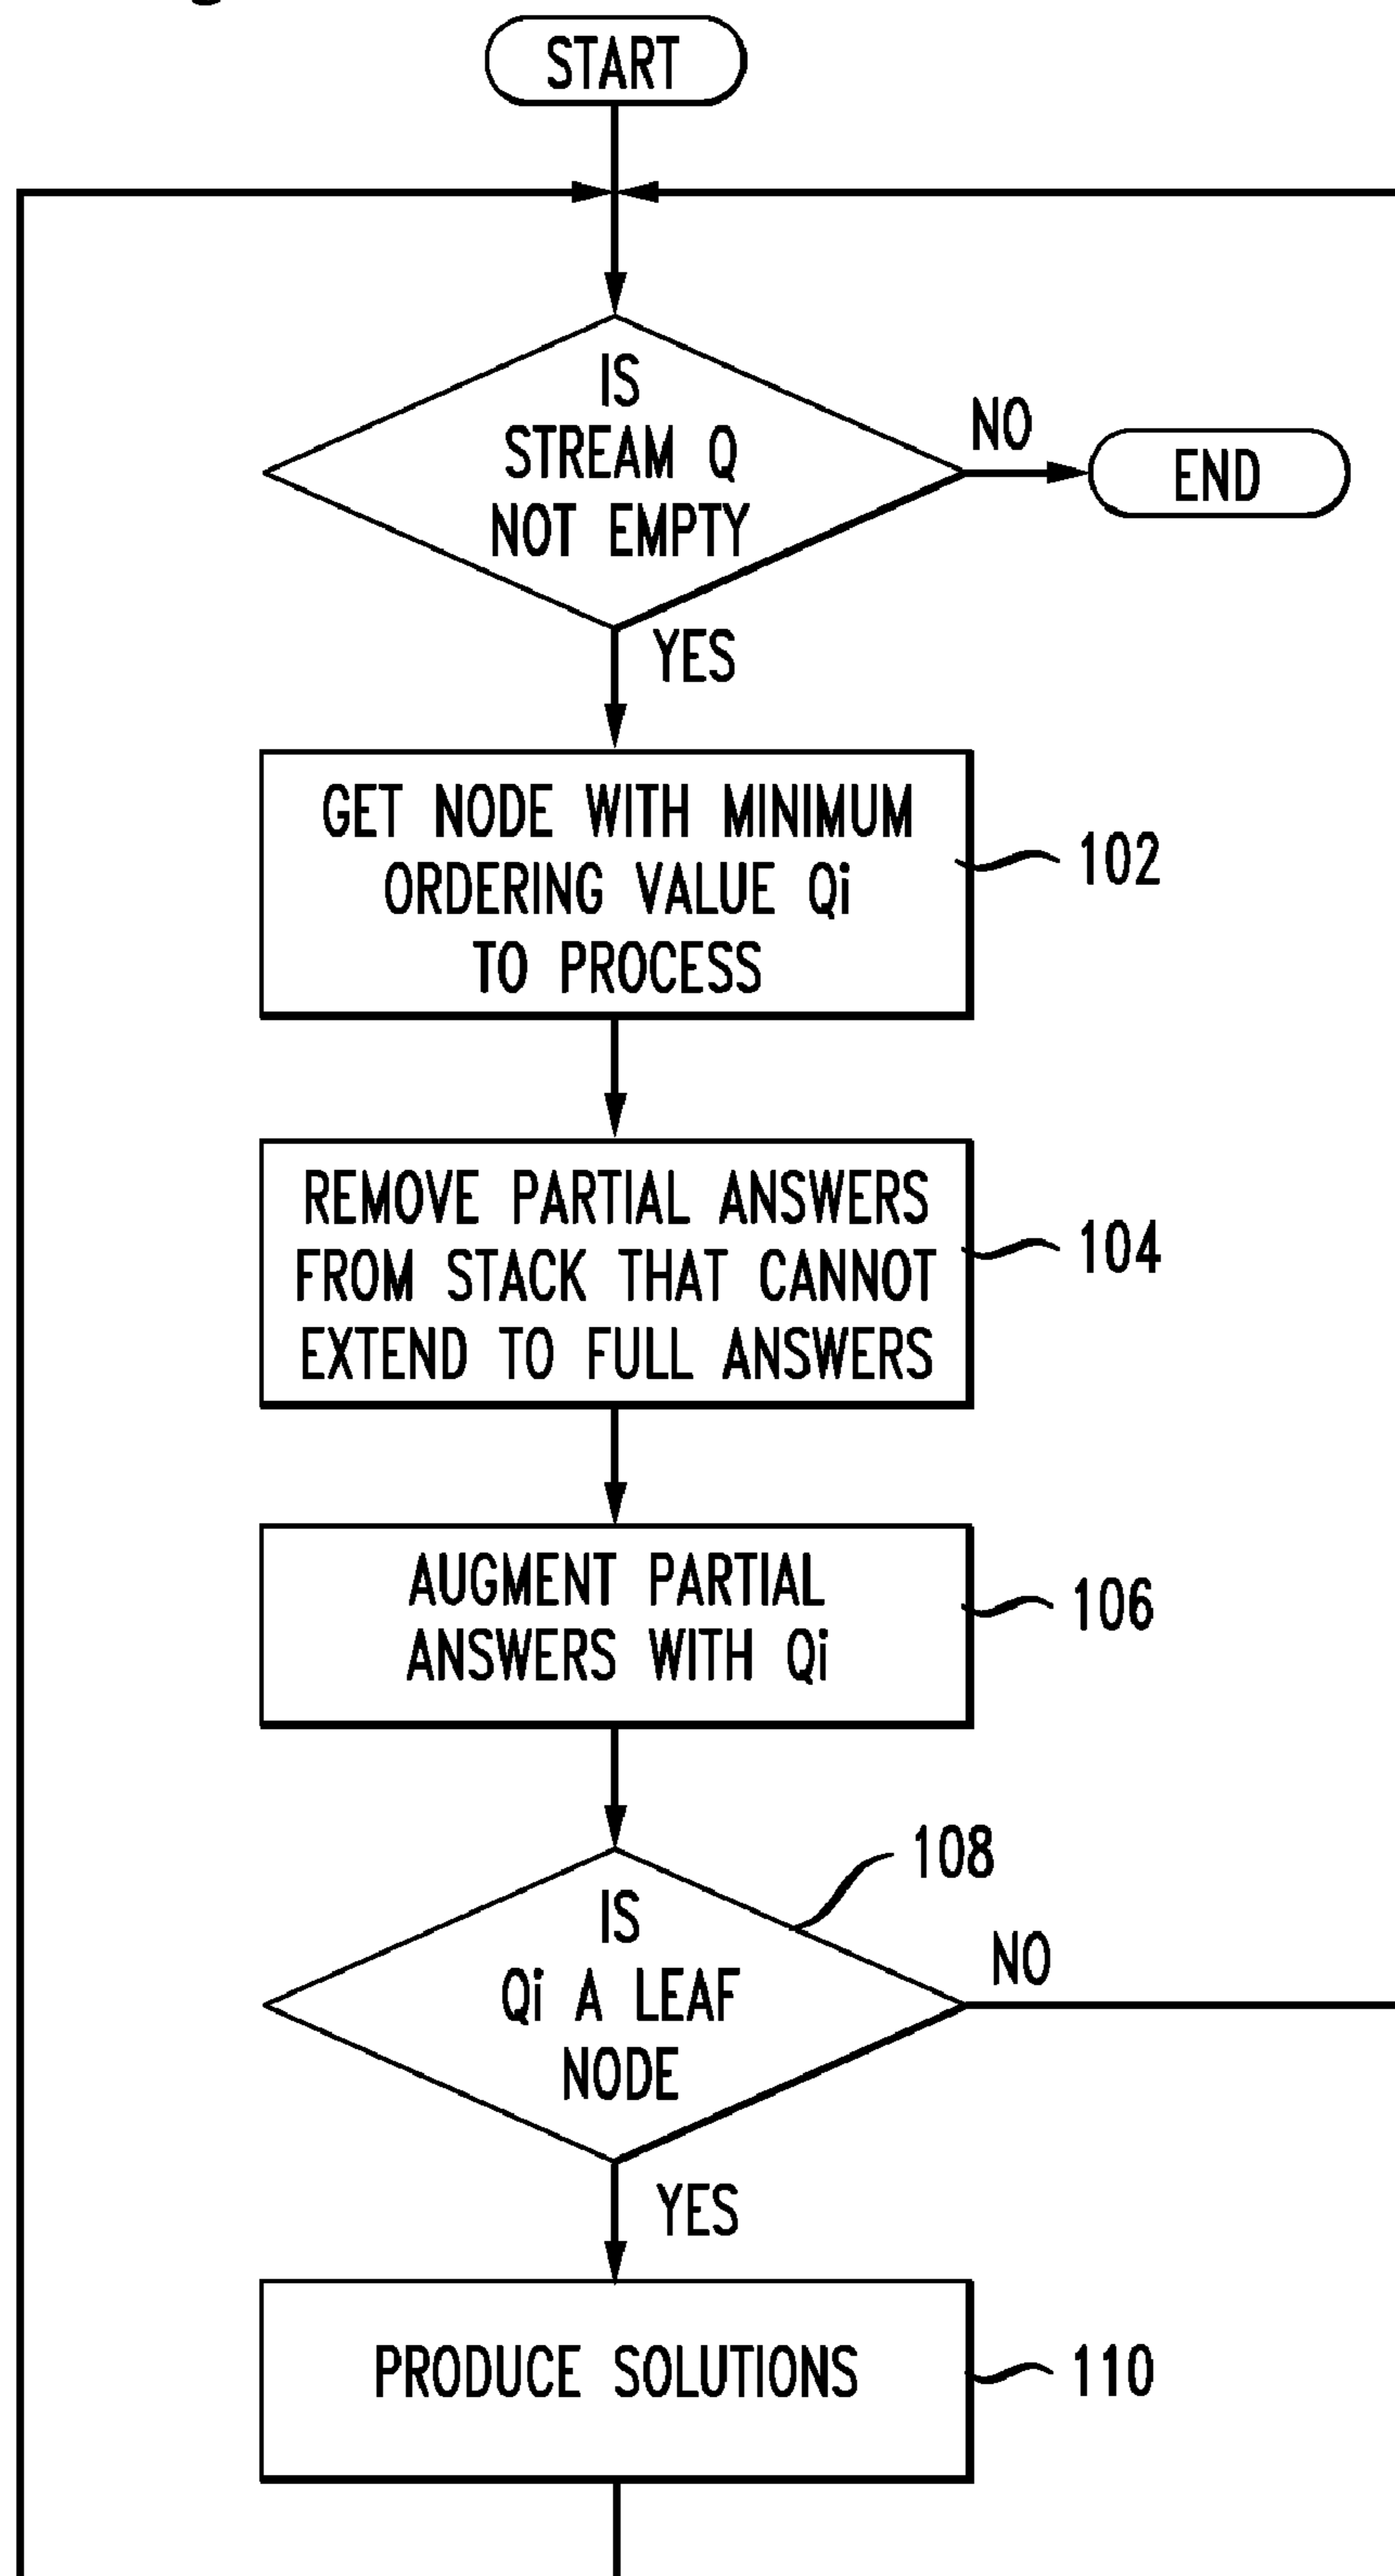 START
IS
STREAM Q
NOT EMPTY
NO
END
YES
GET NODE WITH MINIMUM
ORDERING VALUE Qi
TO PROCESS
102
REMOVE PARTIAL ANSWERS
FROM STACK THAT CANNOT
EXTEND TO FULL ANSWERS
104
AUGMENT PARTIAL
ANSWERS WITH Qi
106
108
IS
Qi A LEAF
NODE
NO
YES
PRODUCE SOLUTIONS
110